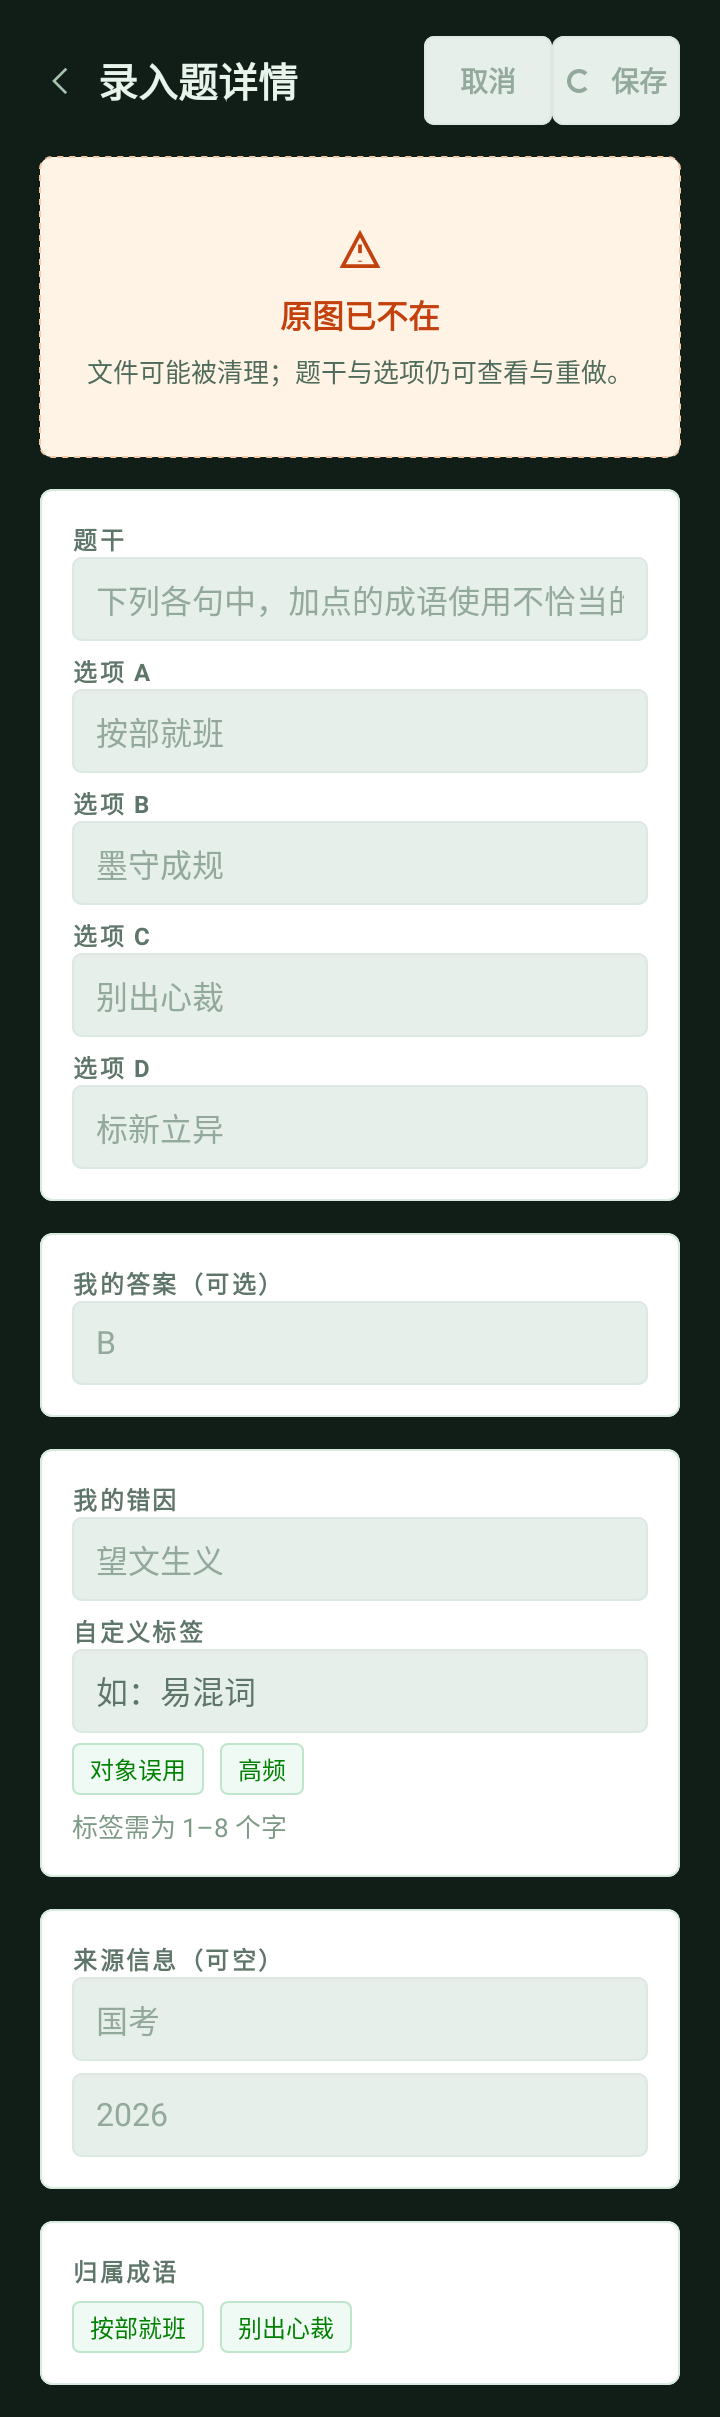 录入题详情
取消
保存
原图已不在
文件可能被清理；题干与选项仍可查看与重做。
题干
下列各句中，加点的成语使用不恰当的
选项 A
按部就班
选项 B
墨守成规
选项 C
别出心裁
选项 D
标新立异
我的答案（可选）
B
我的错因
望文生义
自定义标签
如：易混词
对象误用
高频
标签需为 1–8 个字
来源信息（可空）
国考
2026
归属成语
按部就班
别出心裁